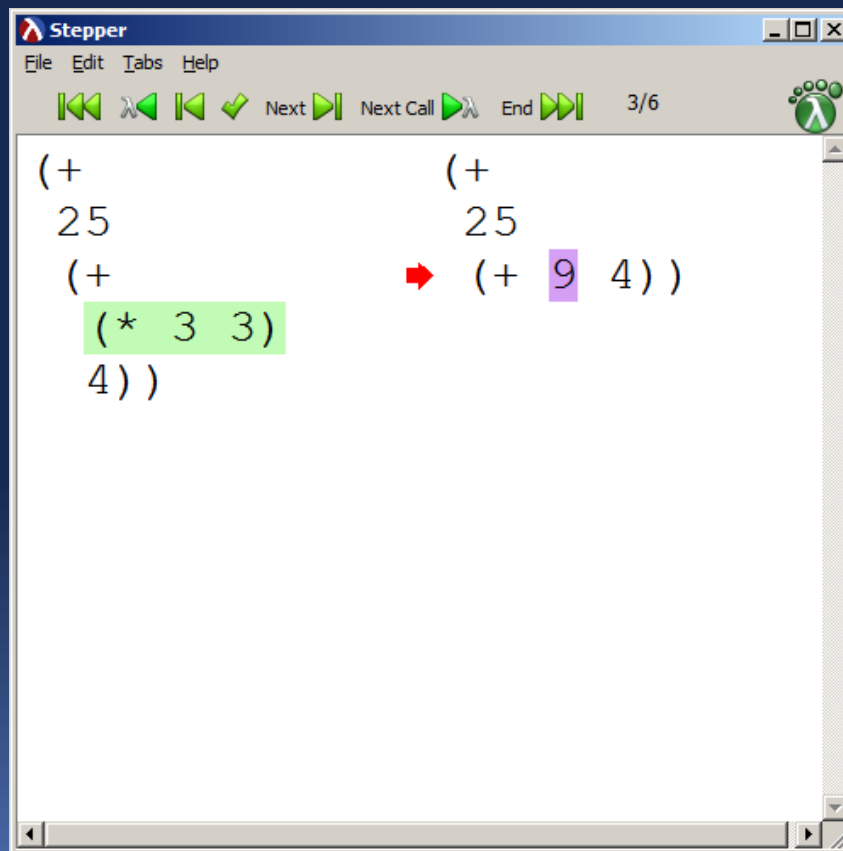 Stepper
File Edit Tabs Help
Next Next Call End 3/6
(+
 25
 (+
  (* 3 3)
  4))
(+
 25
 (+ 9 4))